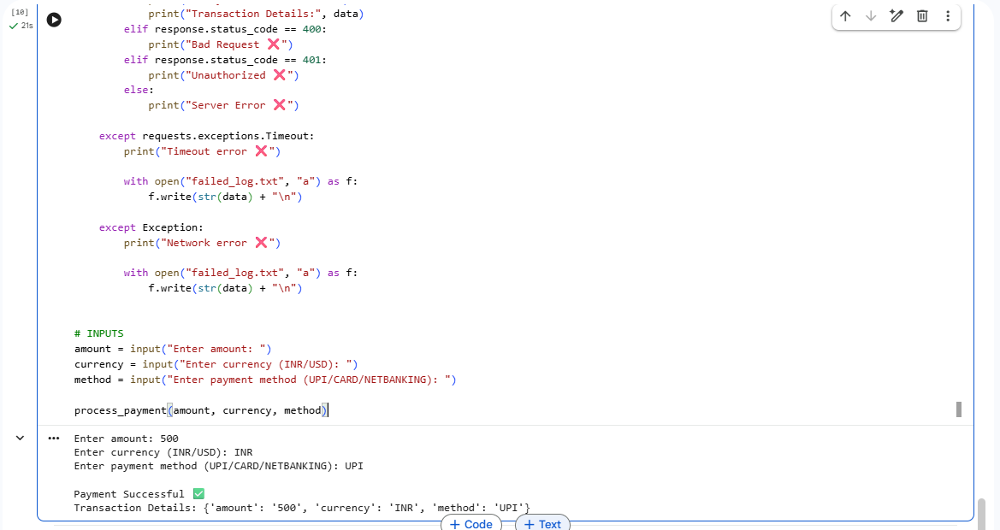 [10]
21s
print("Transaction Details:", data)
elif response.status_code == 400:
print("Bad Request ❌")
elif response.status_code == 401:
print("Unauthorized ❌")
else:
print("Server Error ❌")
except requests.exceptions.Timeout:
print("Timeout error ❌")
with open("failed_log.txt", "a") as f:
f.write(str(data) + "\n")
except Exception:
print("Network error ❌")
with open("failed_log.txt", "a") as f:
f.write(str(data) + "\n")
# INPUTS
amount = input("Enter amount: ")
currency = input("Enter currency (INR/USD): ")
method = input("Enter payment method (UPI/CARD/NETBANKING): ")
process_payment(amount, currency, method)
Enter amount: 500
Enter currency (INR/USD): INR
Enter payment method (UPI/CARD/NETBANKING): UPI
Payment Successful ✅
Transaction Details: {'amount': '500', 'currency': 'INR', 'method': 'UPI'}
+ Code
+ Text